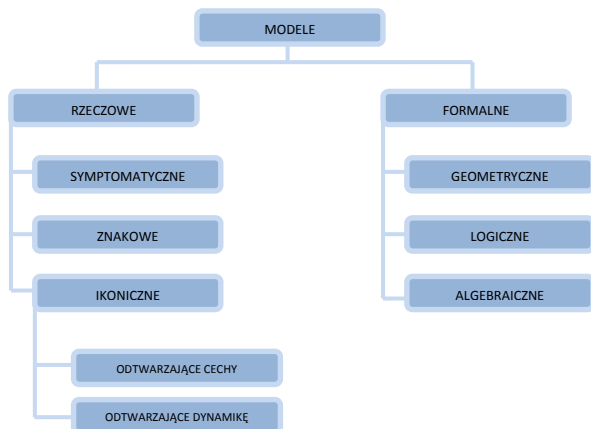 MODELE
RZECZOWE
FORMALNE
SYMPTOMATYCZNE
GEOMETRYCZNE
ZNAKOWE
LOGICZNE
IKONICZNE
ALGEBRAICZNE
ODTWARZAJĄCE CECHY
ODTWARZAJĄCE DYNAMIKĘ